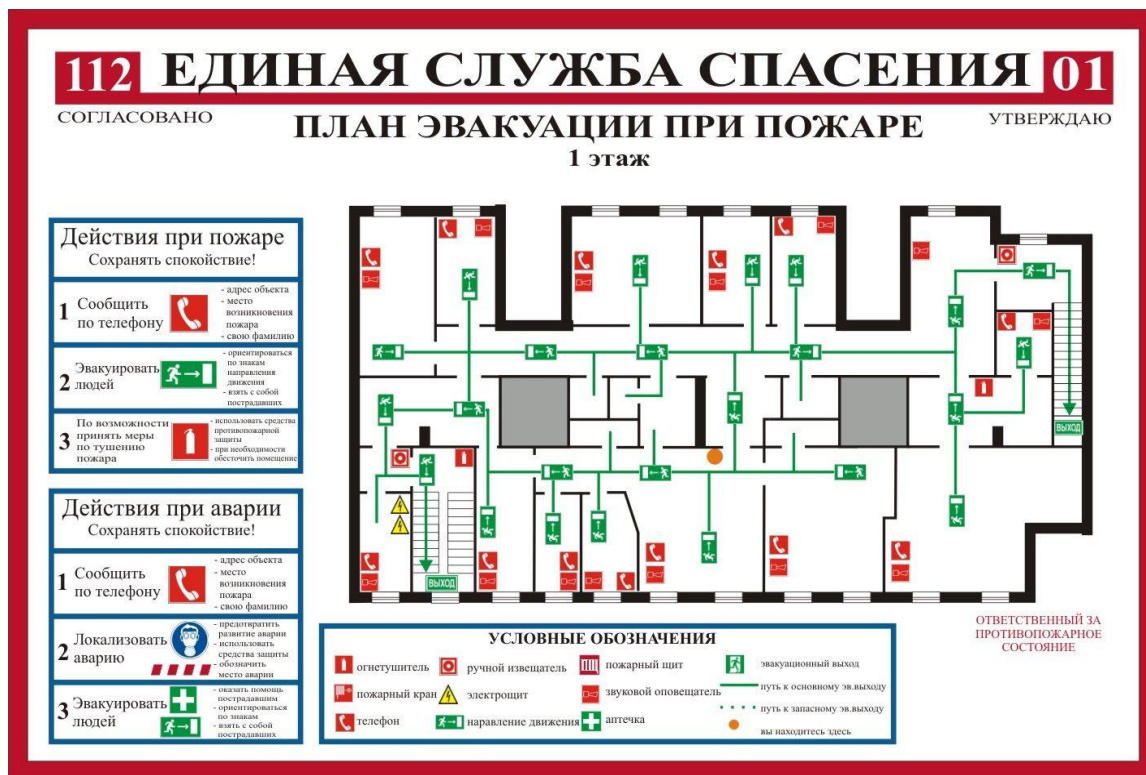 112 ЕДИНАЯ СЛУЖБА СПАСЕНИЯ 01
СОГЛАСОВАНО
УТВЕРЖДАЮ
ПЛАН ЭВАКУАЦИИ ПРИ ПОЖАРЕ
1 этаж
Действия при пожаре
Сохранять спокойствие!
1 Сообщить
по телефону
- адрес объекта
- место
возникновения
пожара
- свою фамилию
2 Эвакуировать
людей
- ориентироваться
по знакам
направления
движения
- взять с собой
пострадавших
3 По возможности
принять меры
по тушению
пожара
- использовать средства
противопожарной
защиты
- при необходимости
обесточить помещение
Действия при аварии
Сохранять спокойствие!
1 Сообщить
по телефону
- адрес объекта
- место
возникновения
пожара
- свою фамилию
2 Локализовать
аварию
- предотвратить
развитие аварии
- использовать
средства защиты
- обозначить
место аварии
3 Эвакуировать
людей
- оказать помощь
пострадавшим
- ориентироваться
по знакам
- взять с собой
пострадавших
ВЫХОД
ВЫХОД
УСЛОВНЫЕ ОБОЗНАЧЕНИЯ
огнетушитель
ручной извещатель
пожарный щит
эвакуационный выход
пожарный кран
электрощит
звуковой оповещатель
путь к основному эв.выходу
телефон
наравление движения
аптечка
путь к запасному эв.выходу
вы находитесь здесь
ОТВЕТСТВЕННЫЙ ЗА
ПРОТИВОПОЖАРНОЕ
СОСТОЯНИЕ